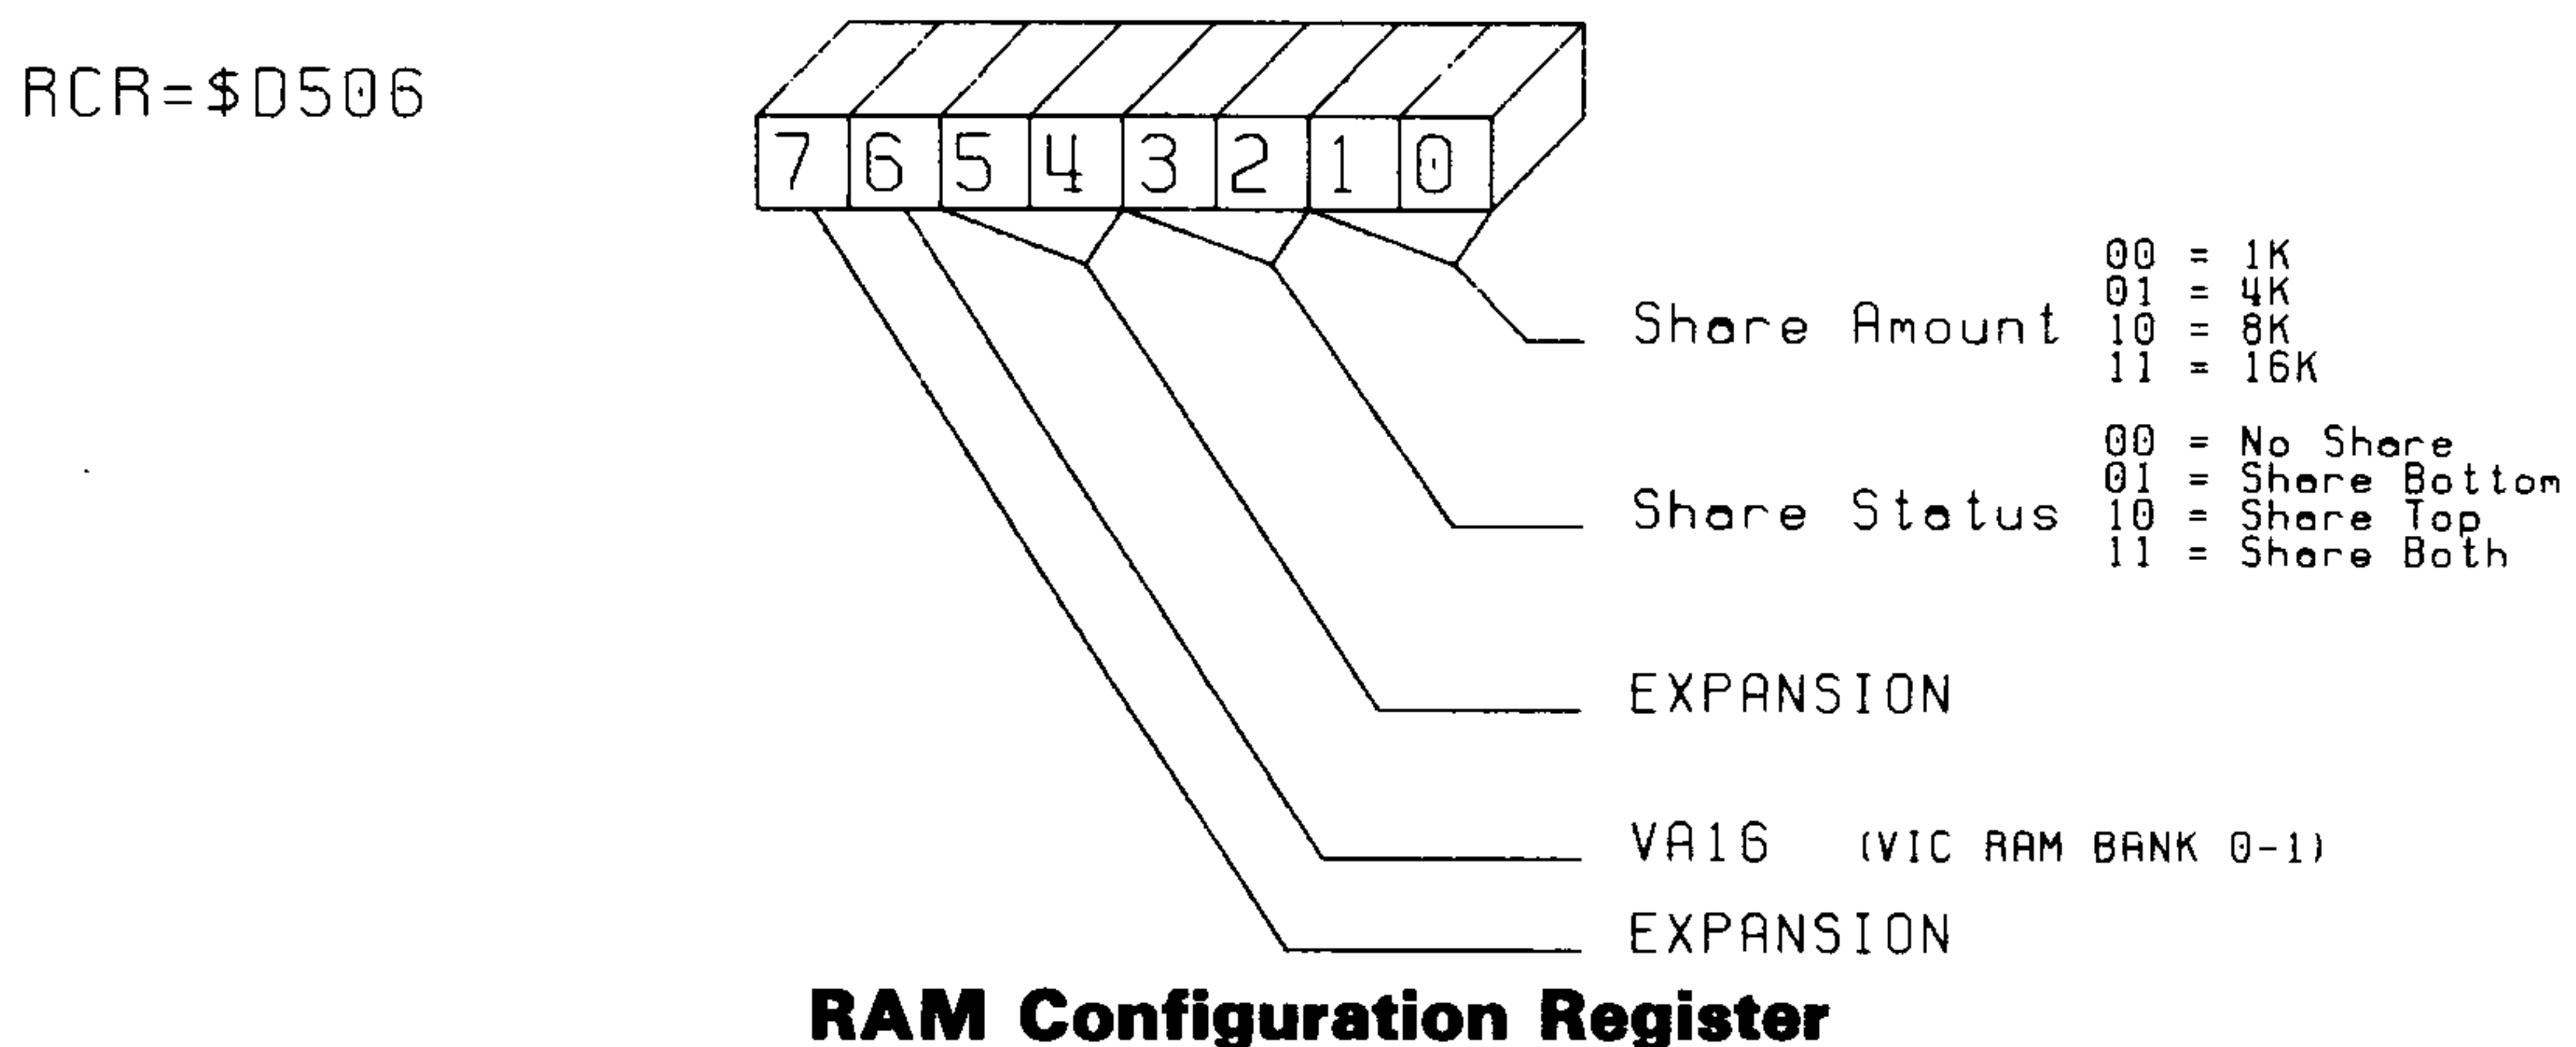 RCR=$D506
7 6 5 4 3 2 1 0
Share Amount
00 = 1K
01 = 4K
10 = 8K
11 = 16K
Share Status
00 = No Share
01 = Share Bottom
10 = Share Top
11 = Share Both
EXPANSION
VA16 (VIC RAM BANK 0-1)
EXPANSION
RAM Configuration Register